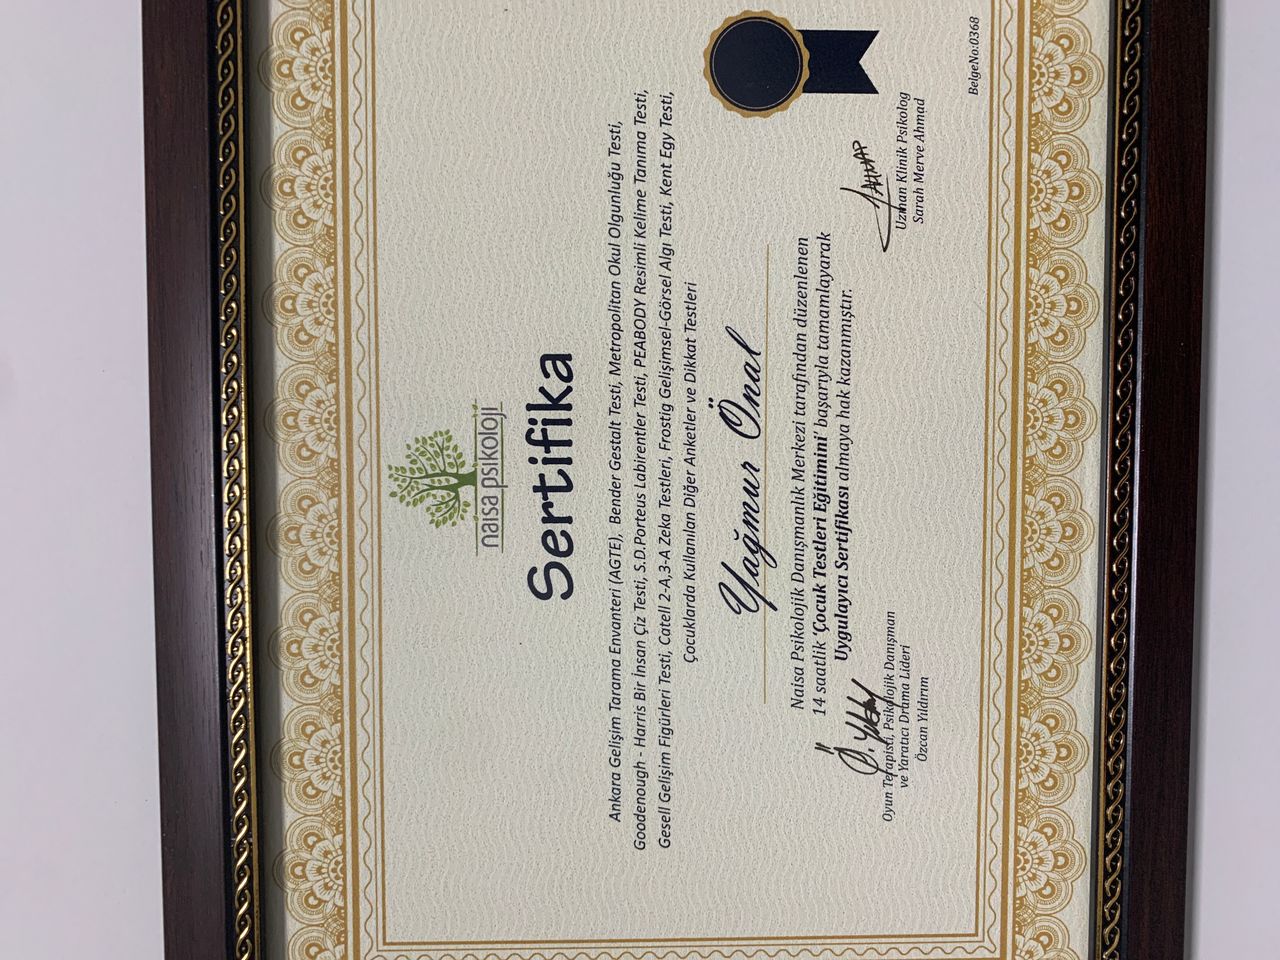 naisa psikoloji
Sertifika
Ankara Gelişim Tarama Envanteri (AGTE), Bender Gestalt Testi, Metropolitan Okul Olgunluğu Testi,
Goodenough - Harris Bir İnsan Çiz Testi, S.D.Porteus Labirentler Testi, PEABODY Resimli Kelime Tanıma Testi,
Gesell Gelişim Figürleri Testi, Catell 2-A,3-A Zeka Testleri, Frostig Gelişimsel-Görsel Algı Testi, Kent Egy Testi,
Çocuklarda Kullanılan Diğer Anketler ve Dikkat Testleri
Yağmur Önal
Naisa Psikolojik Danışmanlık Merkezi tarafından düzenlenen
14 saatlik 'Çocuk Testleri Eğitimini' başarıyla tamamlayarak
Uygulayıcı Sertifikası almaya hak kazanmıştır.
Ö. Yıldırım
Oyun Terapisti, Psikolojik Danışman
ve Yaratıcı Drama Lideri
Özcan Yıldırım
AHMAD
Uzman Klinik Psikolog
Sarah Merve Ahmad
BelgeNo:0368